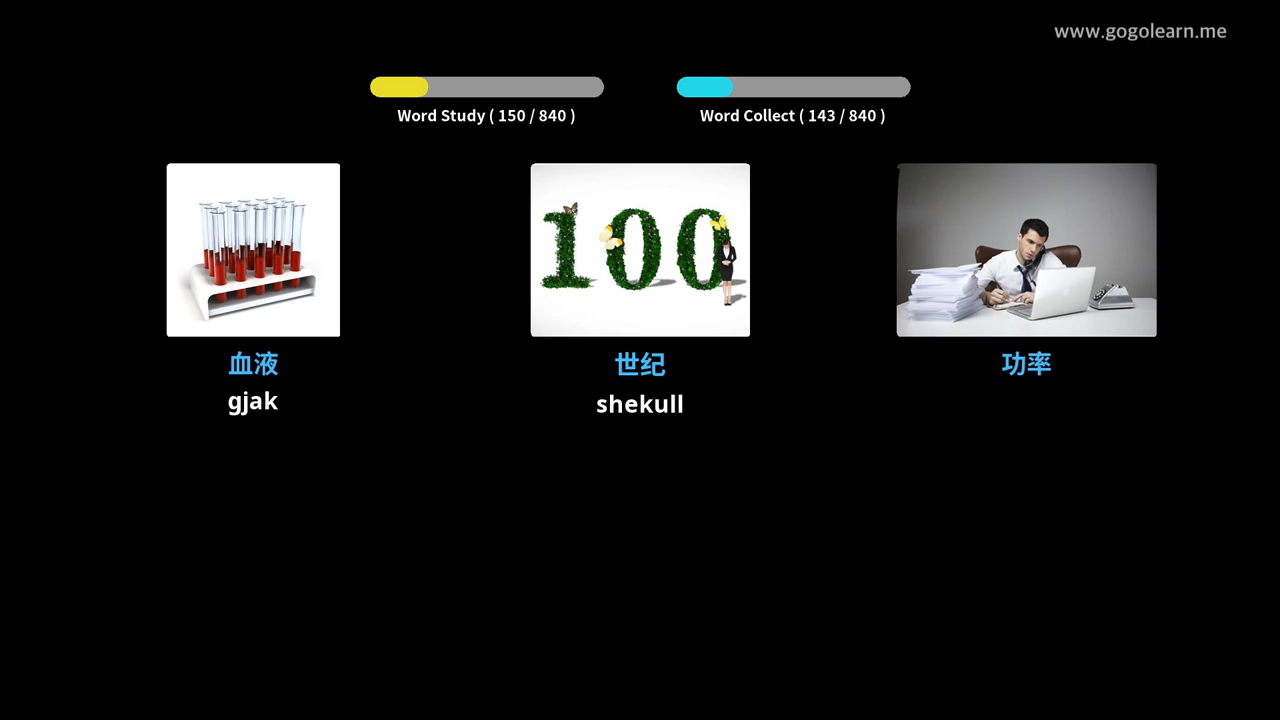 www.gogolearn.me
Word Study ( 150 / 840 )
Word Collect ( 143 / 840 )
100
血液
世纪
功率
gjak
shekull